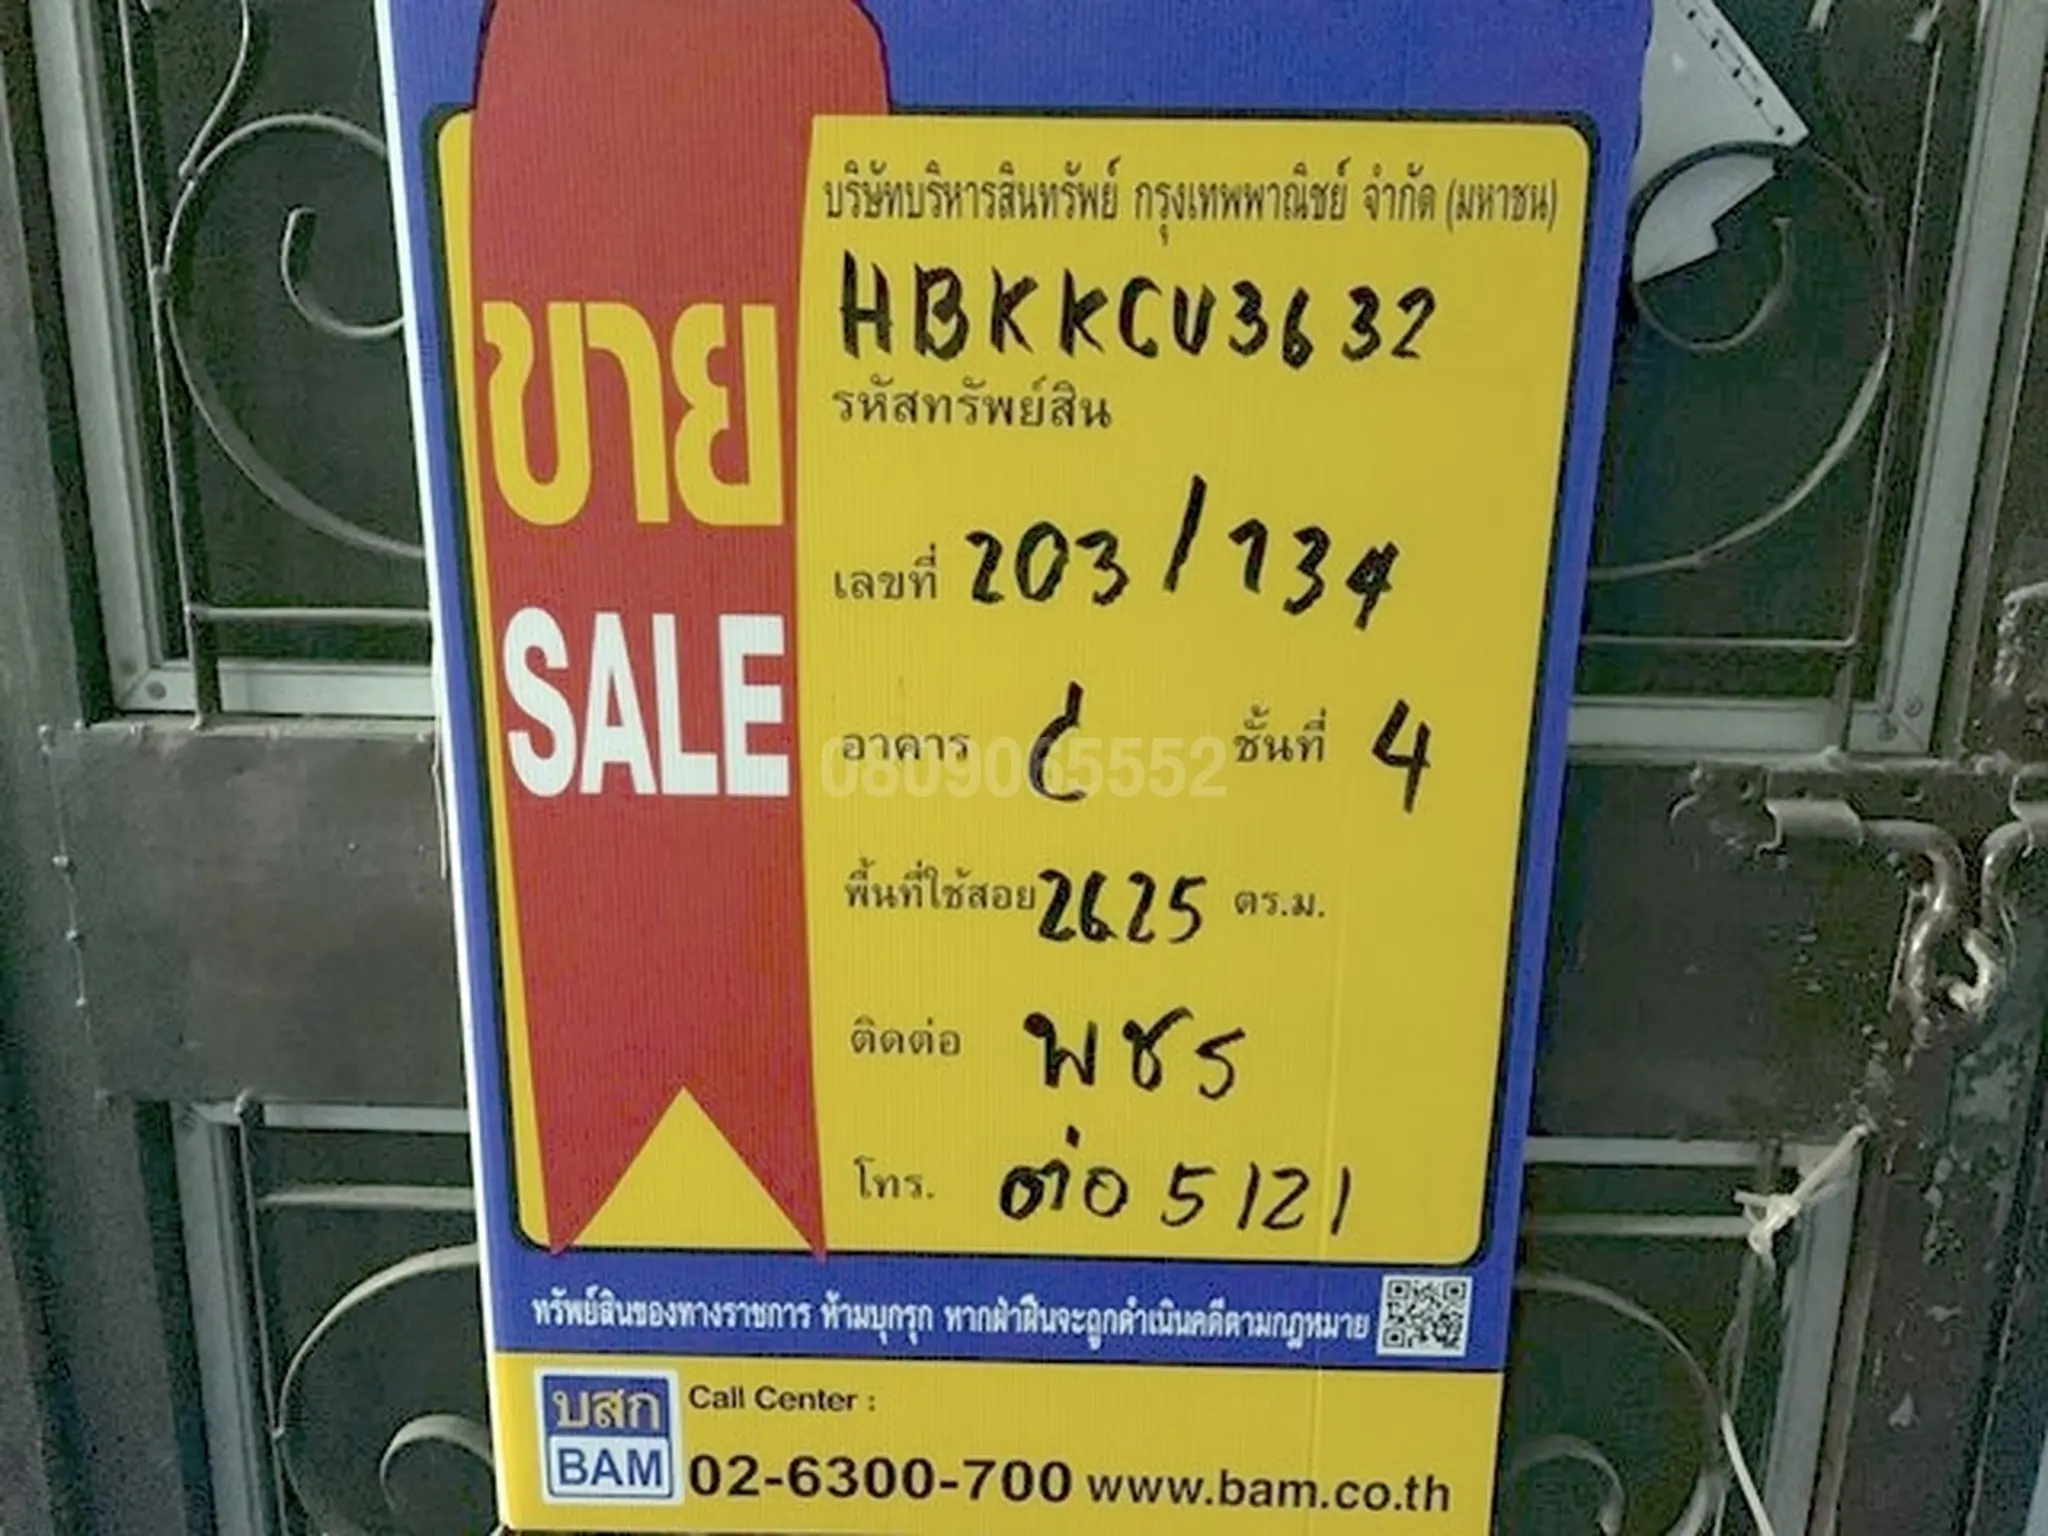 บริษัทบริหารสินทรัพย์ กรุงเทพพาณิชย์ จำกัด (มหาชน)
HBKKCU3632
รหัสทรัพย์สิน
ขาย
SALE
เลขที่ 203/134
อาคาร ชั้นที่ 4
0809065552
พื้นที่ใช้สอย 26.25 ตร.ม.
ติดต่อ พชร
โทร. ต่อ 5121
ทรัพย์สินของทางราชการ ห้ามบุกรุก หากฝ่าฝืนจะถูกดำเนินคดีตามกฎหมาย
บสก
BAM
Call Center :
02-6300-700 www.bam.co.th